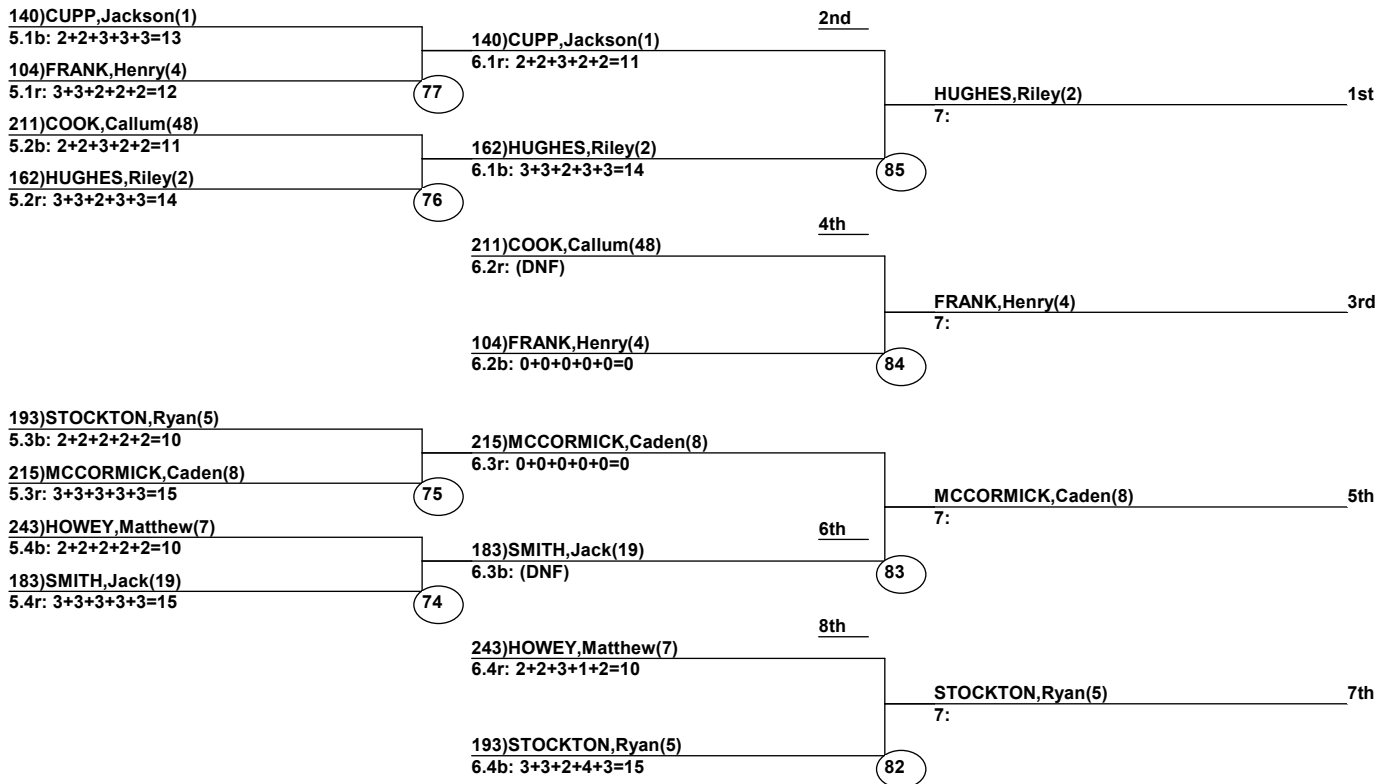 140)CUPP,Jackson(1)
5.1b: 2+2+3+3+3=13
104)FRANK,Henry(4)
5.1r: 3+3+2+2+2=12
77
211)COOK,Callum(48)
5.2b: 2+2+3+2+2=11
162)HUGHES,Riley(2)
5.2r: 3+3+2+3+3=14
76
140)CUPP,Jackson(1)
6.1r: 2+2+3+2+2=11
162)HUGHES,Riley(2)
6.1b: 3+3+2+3+3=14
2nd
85
HUGHES,Riley(2) 1st
7:
211)COOK,Callum(48)
6.2r: (DNF)
104)FRANK,Henry(4)
6.2b: 0+0+0+0+0=0
4th
84
FRANK,Henry(4) 3rd
7:
193)STOCKTON,Ryan(5)
5.3b: 2+2+2+2+2=10
215)MCCORMICK,Caden(8)
5.3r: 3+3+3+3+3=15
75
243)HOWEY,Matthew(7)
5.4b: 2+2+2+2+2=10
183)SMITH,Jack(19)
5.4r: 3+3+3+3+3=15
74
215)MCCORMICK,Caden(8)
6.3r: 0+0+0+0+0=0
183)SMITH,Jack(19)
6.3b: (DNF)
6th
83
MCCORMICK,Caden(8) 5th
7:
243)HOWEY,Matthew(7)
6.4r: 2+2+3+1+2=10
193)STOCKTON,Ryan(5)
6.4b: 3+3+2+4+3=15
8th
82
STOCKTON,Ryan(5) 7th
7: